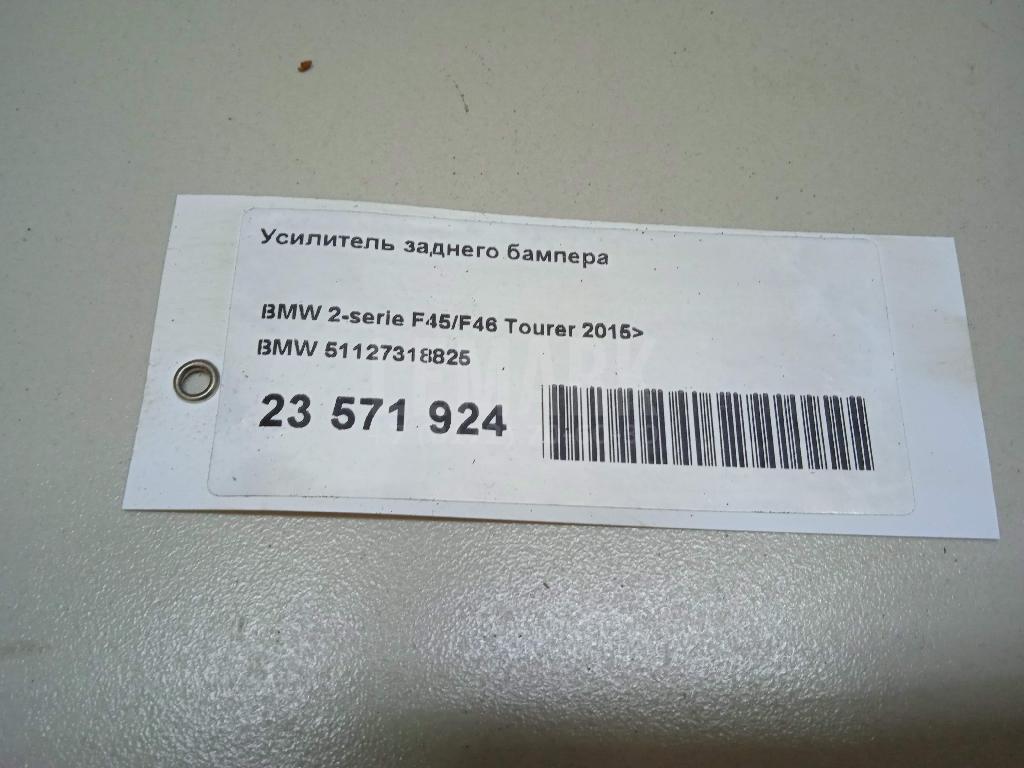 Усилитель заднего бампера
BMW 2-serie F45/F46 Tourer 2015>
BMW 51127318825
23 571 924